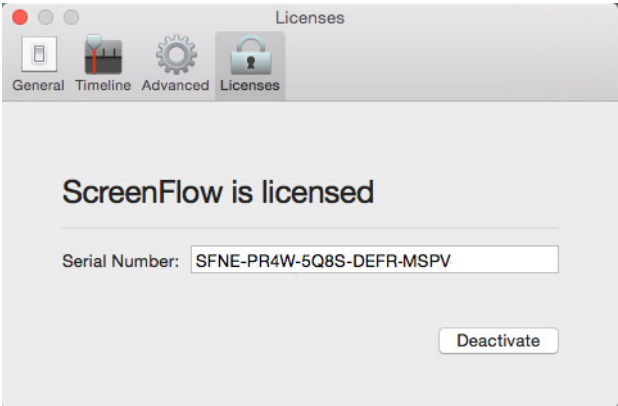 Licenses
General Timeline Advanced Licenses
ScreenFlow is licensed
Serial Number: SFNE-PR4W-5Q8S-DEFR-MSPV
Deactivate